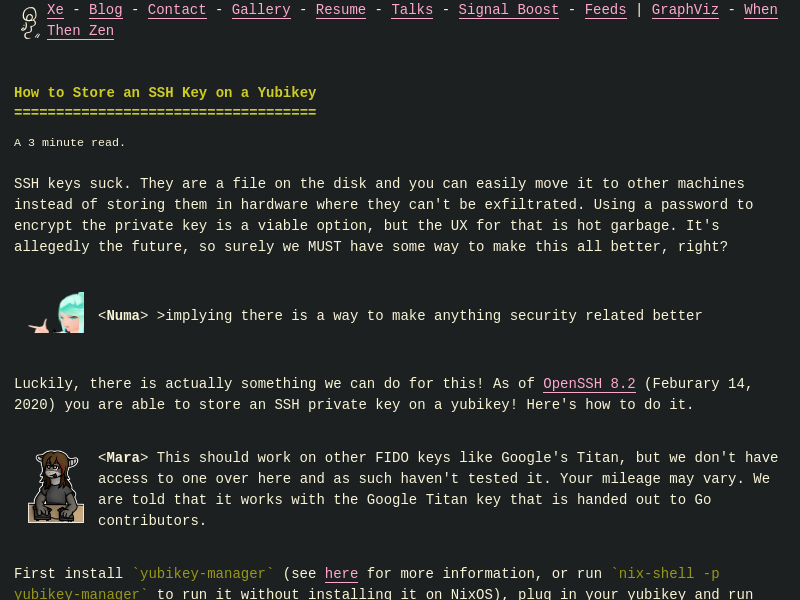 Xe - Blog - Contact - Gallery - Resume - Talks - Signal Boost - Feeds | GraphViz - When
Then Zen
How to Store an SSH Key on a Yubikey
====================================
A 3 minute read.
SSH keys suck. They are a file on the disk and you can easily move it to other machines
instead of storing them in hardware where they can't be exfiltrated. Using a password to
encrypt the private key is a viable option, but the UX for that is hot garbage. It's
allegedly the future, so surely we MUST have some way to make this all better, right?
<Numa> >implying there is a way to make anything security related better
Luckily, there is actually something we can do for this! As of OpenSSH 8.2 (Feburary 14,
2020) you are able to store an SSH private key on a yubikey! Here's how to do it.
<Mara> This should work on other FIDO keys like Google's Titan, but we don't have
access to one over here and as such haven't tested it. Your mileage may vary. We
are told that it works with the Google Titan key that is handed out to Go
contributors.
First install `yubikey-manager` (see here for more information, or run `nix-shell -p
yubikey-manager` to run it without installing it on NixOS), plug in your yubikey and run